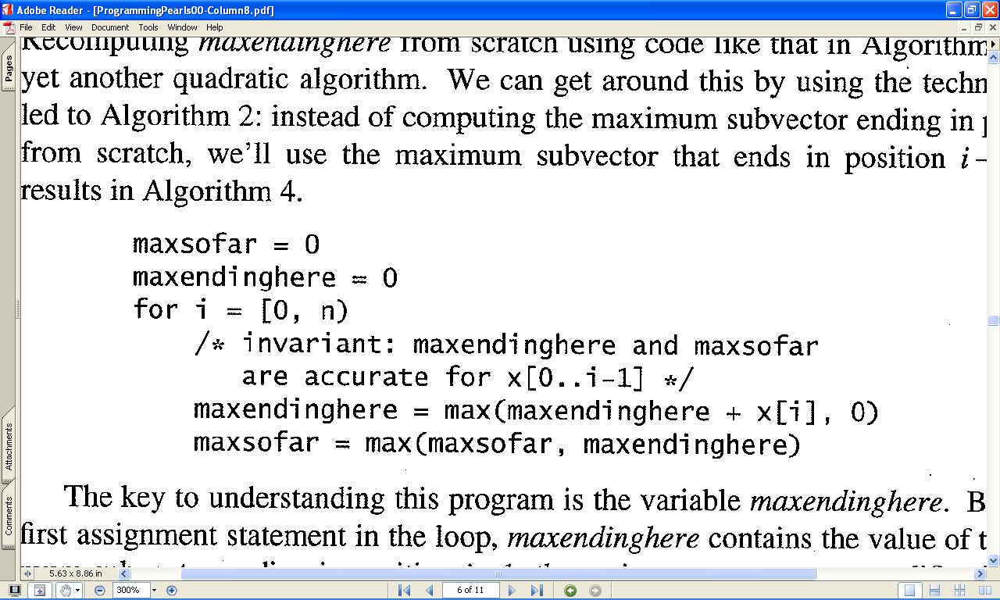 Adobe Reader - [ProgrammingPearls00-Column8.pdf]
File Edit View Document Tools Window Help
Pages
Recomputing maxendinghere from scratch using code like that in Algorithm
yet another quadratic algorithm. We can get around this by using the techn
led to Algorithm 2: instead of computing the maximum subvector ending in
from scratch, we'll use the maximum subvector that ends in position i–
results in Algorithm 4.
maxsofar = 0
maxendinghere = 0
for i = [0, n)
/* invariant: maxendinghere and maxsofar
are accurate for x[0..i-1] */
maxendinghere = max(maxendinghere + x[i], 0)
maxsofar = max(maxsofar, maxendinghere)
The key to understanding this program is the variable maxendinghere. B
first assignment statement in the loop, maxendinghere contains the value of t
Attachments
Comments
5.63 x 8.86 in
300%
6 of 11